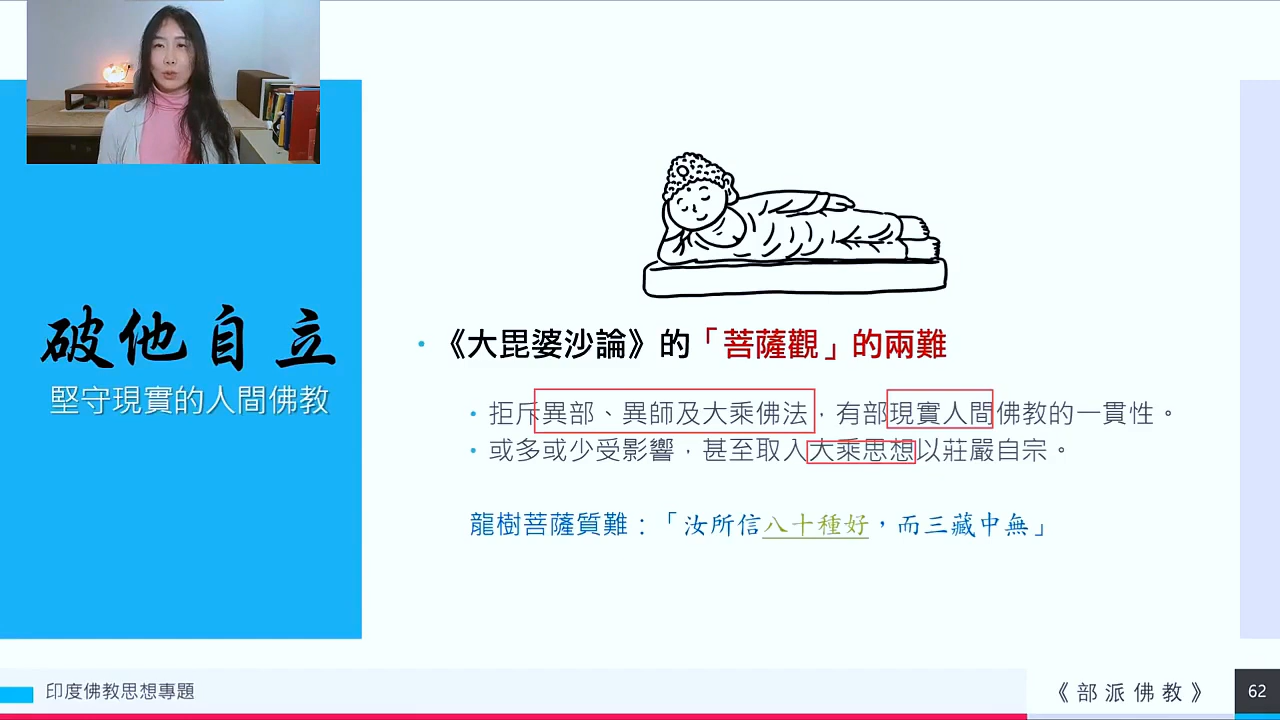 破他自立
堅守現實的人間佛教
• 《大毘婆沙論》的「菩薩觀」的兩難
• 拒斥異部、異師及大乘佛法，有部現實人間佛教的一貫性。
• 或多或少受影響，甚至取入大乘思想以莊嚴自宗。
龍樹菩薩質難：「汝所信八十種好，而三藏中無」
印度佛教思想專題
《部派佛教》
62